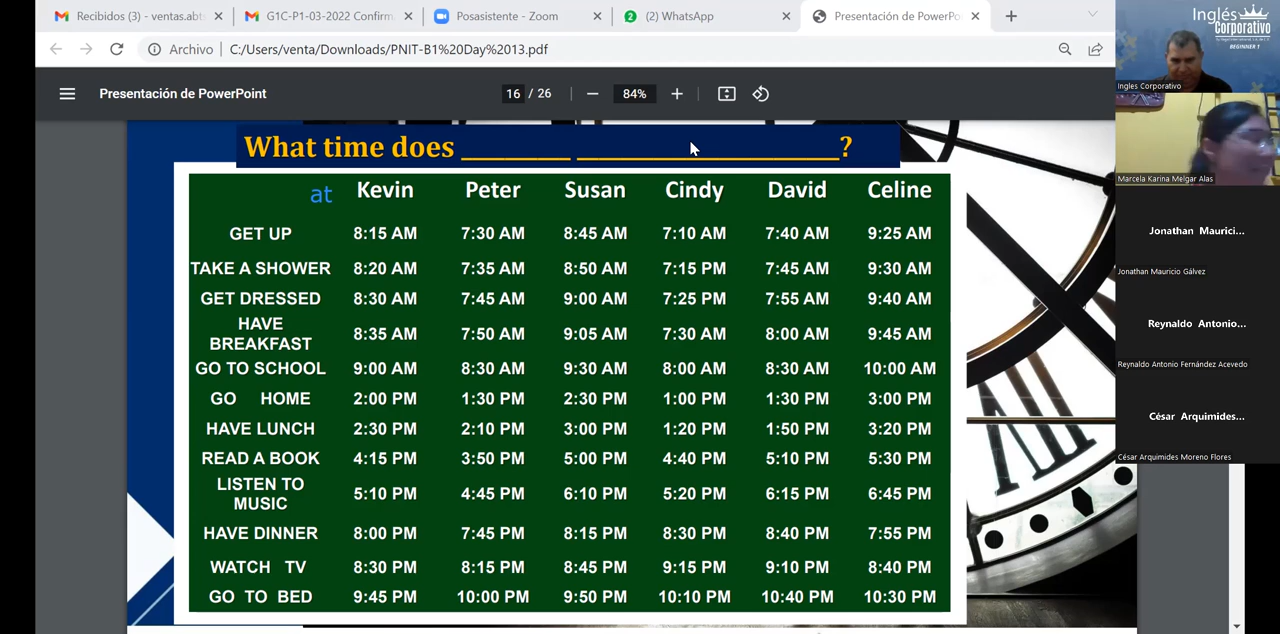 Recibidos (3) - ventas.abt
G1C-P1-03-2022 Confirm
Posasistente - Zoom
2 (2) WhatsApp
Presentación de PowerPo
Archivo C:/Users/venta/Downloads/PNIT-B1%20Day%2013.pdf
Presentación de PowerPoint 16 / 26 84%
What time does ________ __________________?
at Kevin Peter Susan Cindy David Celine
GET UP 8:15 AM 7:30 AM 8:45 AM 7:10 AM 7:40 AM 9:25 AM
TAKE A SHOWER 8:20 AM 7:35 AM 8:50 AM 7:15 PM 7:45 AM 9:30 AM
GET DRESSED 8:30 AM 7:45 AM 9:00 AM 7:25 PM 7:55 AM 9:40 AM
HAVE
BREAKFAST 8:35 AM 7:50 AM 9:05 AM 7:30 AM 8:00 AM 9:45 AM
GO TO SCHOOL 9:00 AM 8:30 AM 9:30 AM 8:00 AM 8:30 AM 10:00 AM
GO HOME 2:00 PM 1:30 PM 2:30 PM 1:00 PM 1:30 PM 3:00 PM
HAVE LUNCH 2:30 PM 2:10 PM 3:00 PM 1:20 PM 1:50 PM 3:20 PM
READ A BOOK 4:15 PM 3:50 PM 5:00 PM 4:40 PM 5:10 PM 5:30 PM
LISTEN TO
MUSIC 5:10 PM 4:45 PM 6:10 PM 5:20 PM 6:15 PM 6:45 PM
HAVE DINNER 8:00 PM 7:45 PM 8:15 PM 8:30 PM 8:40 PM 7:55 PM
WATCH TV 8:30 PM 8:15 PM 8:45 PM 9:15 PM 9:10 PM 8:40 PM
GO TO BED 9:45 PM 10:00 PM 9:50 PM 10:10 PM 10:40 PM 10:30 PM
Inglés
Corporativo
BEGINNER 1
Ingles Corporativo
Marcela Karina Melgar Alas
Jonathan Maurici...
Jonathan Mauricio Gálvez
Reynaldo Antonio...
Reynaldo Antonio Fernández Acevedo
César Arquimides...
César Arquimides Moreno Flores